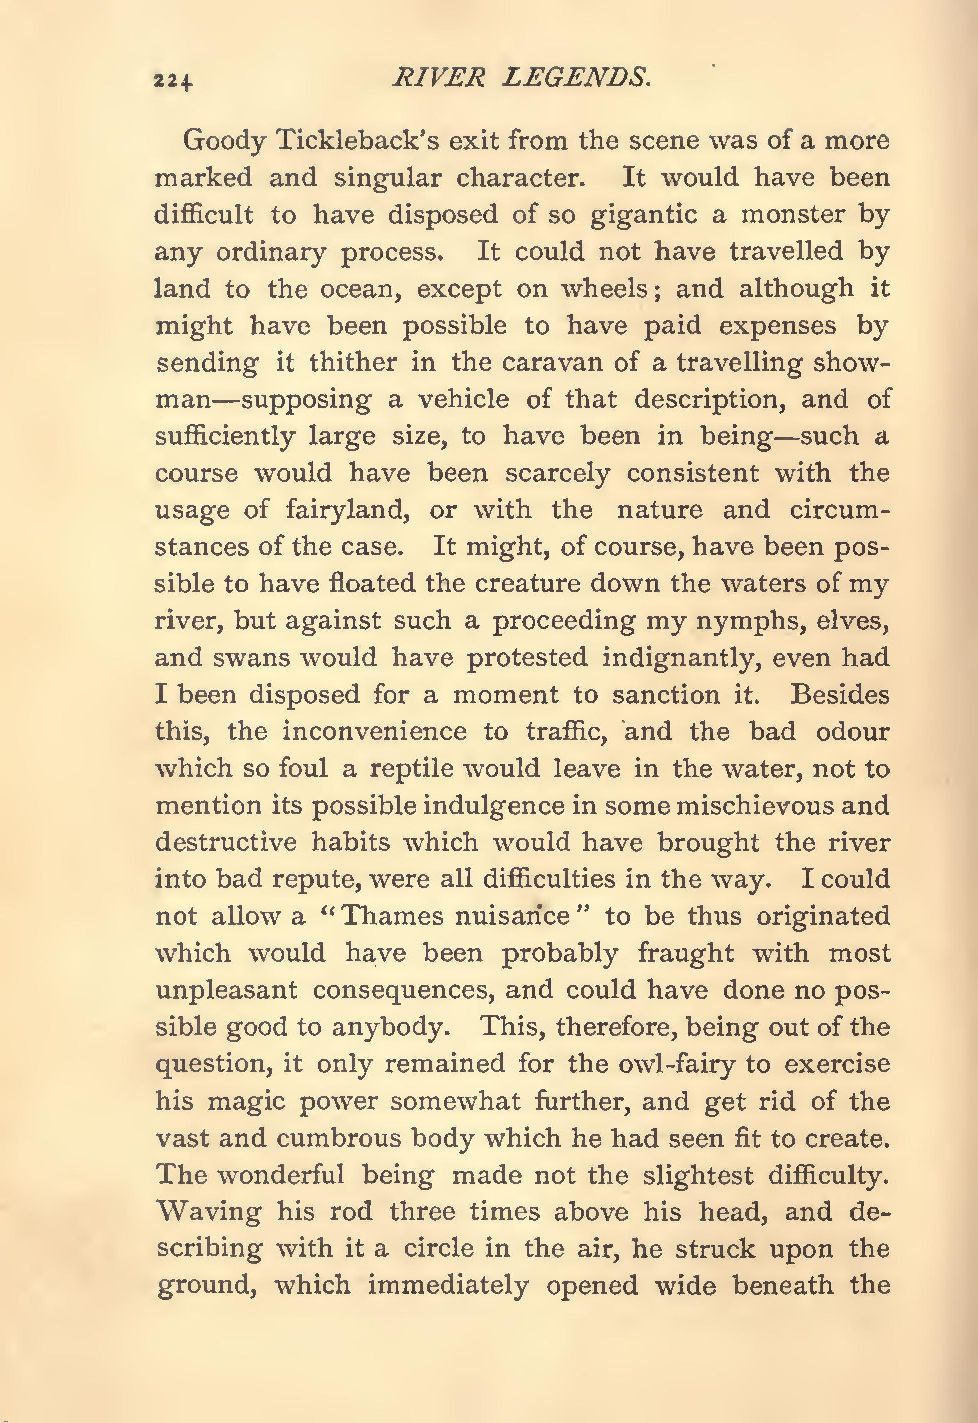 224 RIVER LEGENDS.
Goody Tickleback's exit from the scene was of a more
marked and singular character. It would have been
difficult to have disposed of so gigantic a monster by
any ordinary process. It could not have travelled by
land to the ocean, except on wheels; and although it
might have been possible to have paid expenses by
sending it thither in the caravan of a travelling show-
man—supposing a vehicle of that description, and of
sufficiently large size, to have been in being—such a
course would have been scarcely consistent with the
usage of fairyland, or with the nature and circum-
stances of the case. It might, of course, have been pos-
sible to have floated the creature down the waters of my
river, but against such a proceeding my nymphs, elves,
and swans would have protested indignantly, even had
I been disposed for a moment to sanction it. Besides
this, the inconvenience to traffic, and the bad odour
which so foul a reptile would leave in the water, not to
mention its possible indulgence in some mischievous and
destructive habits which would have brought the river
into bad repute, were all difficulties in the way. I could
not allow a "Thames nuisance" to be thus originated
which would have been probably fraught with most
unpleasant consequences, and could have done no pos-
sible good to anybody. This, therefore, being out of the
question, it only remained for the owl-fairy to exercise
his magic power somewhat further, and get rid of the
vast and cumbrous body which he had seen fit to create.
The wonderful being made not the slightest difficulty.
Waving his rod three times above his head, and de-
scribing with it a circle in the air, he struck upon the
ground, which immediately opened wide beneath the